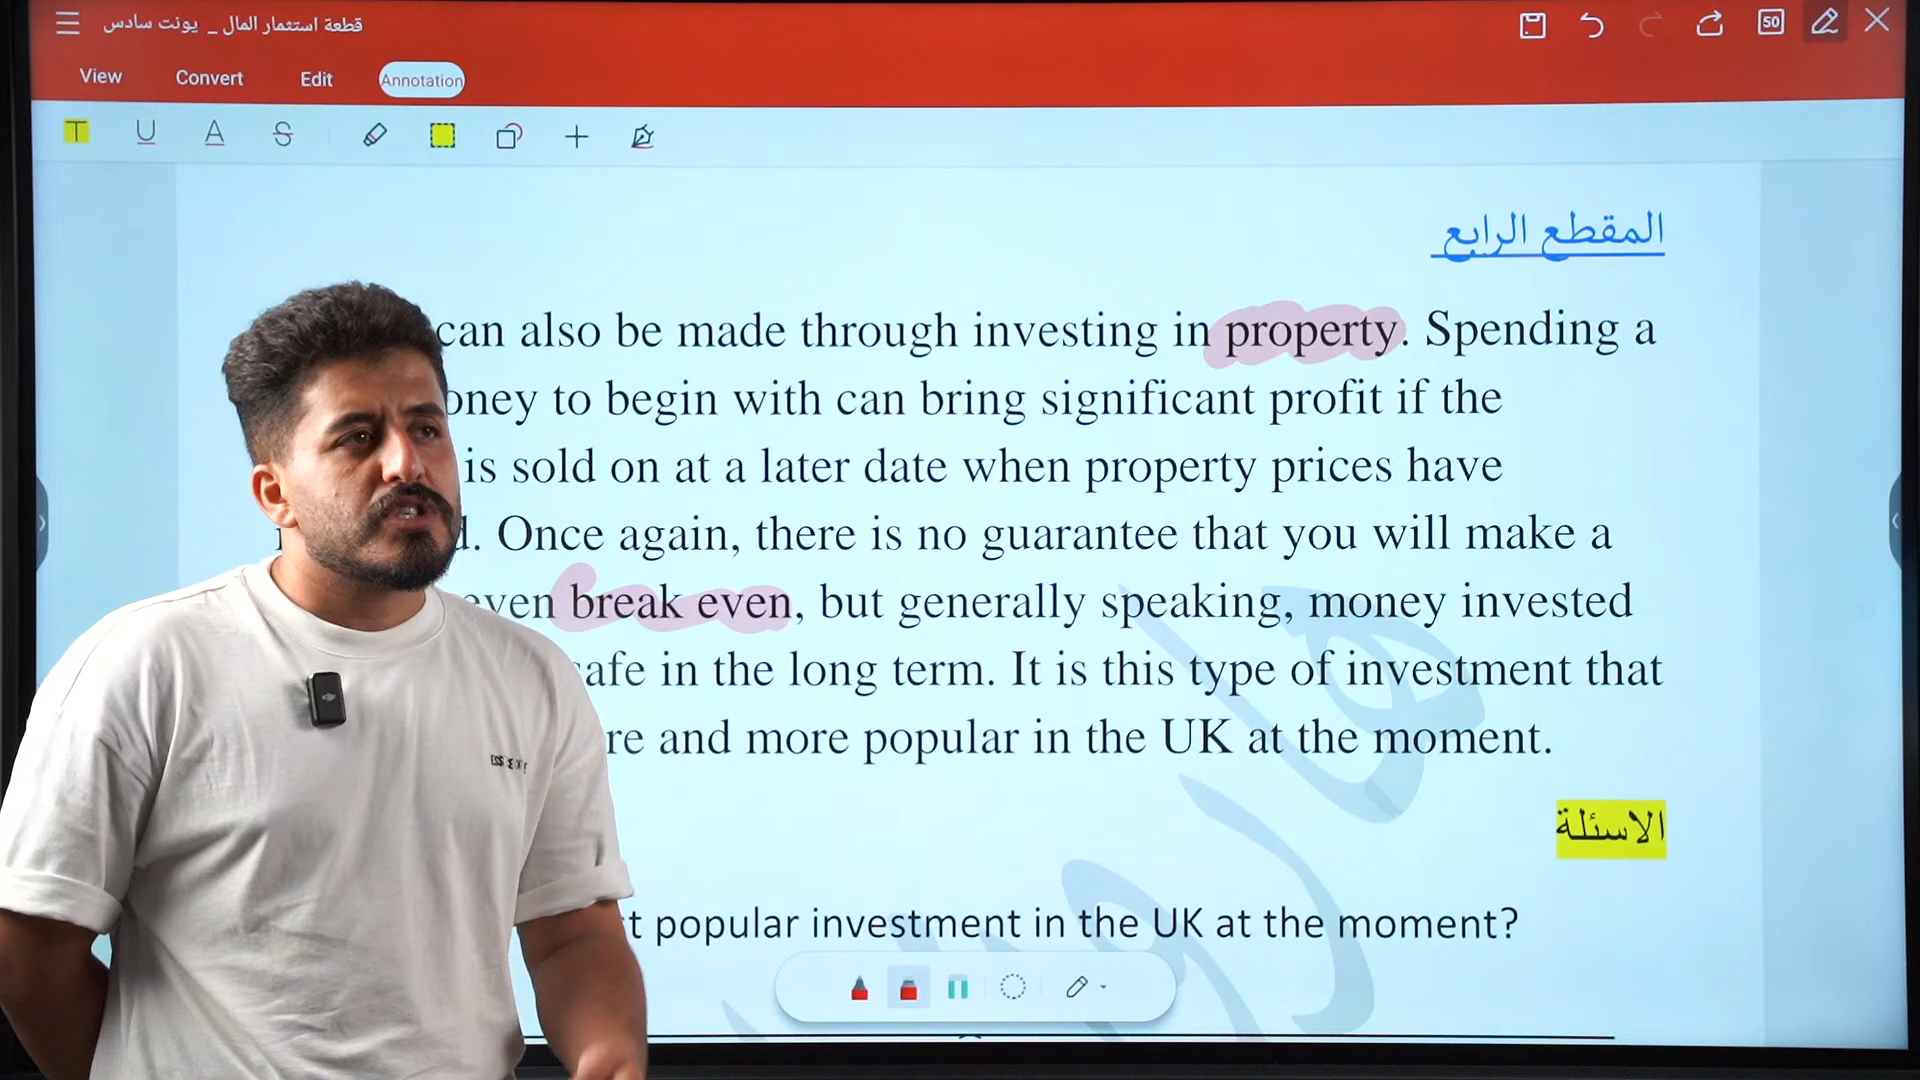 قطعة استثمار المال _ يونت سادس
50
View Convert Edit Annotation
المقطع الرابع
can also be made through investing in property. Spending a
oney to begin with can bring significant profit if the
is sold on at a later date when property prices have
d. Once again, there is no guarantee that you will make a
even break even, but generally speaking, money invested
safe in the long term. It is this type of investment that
re and more popular in the UK at the moment.
الاسئلة
st popular investment in the UK at the moment?